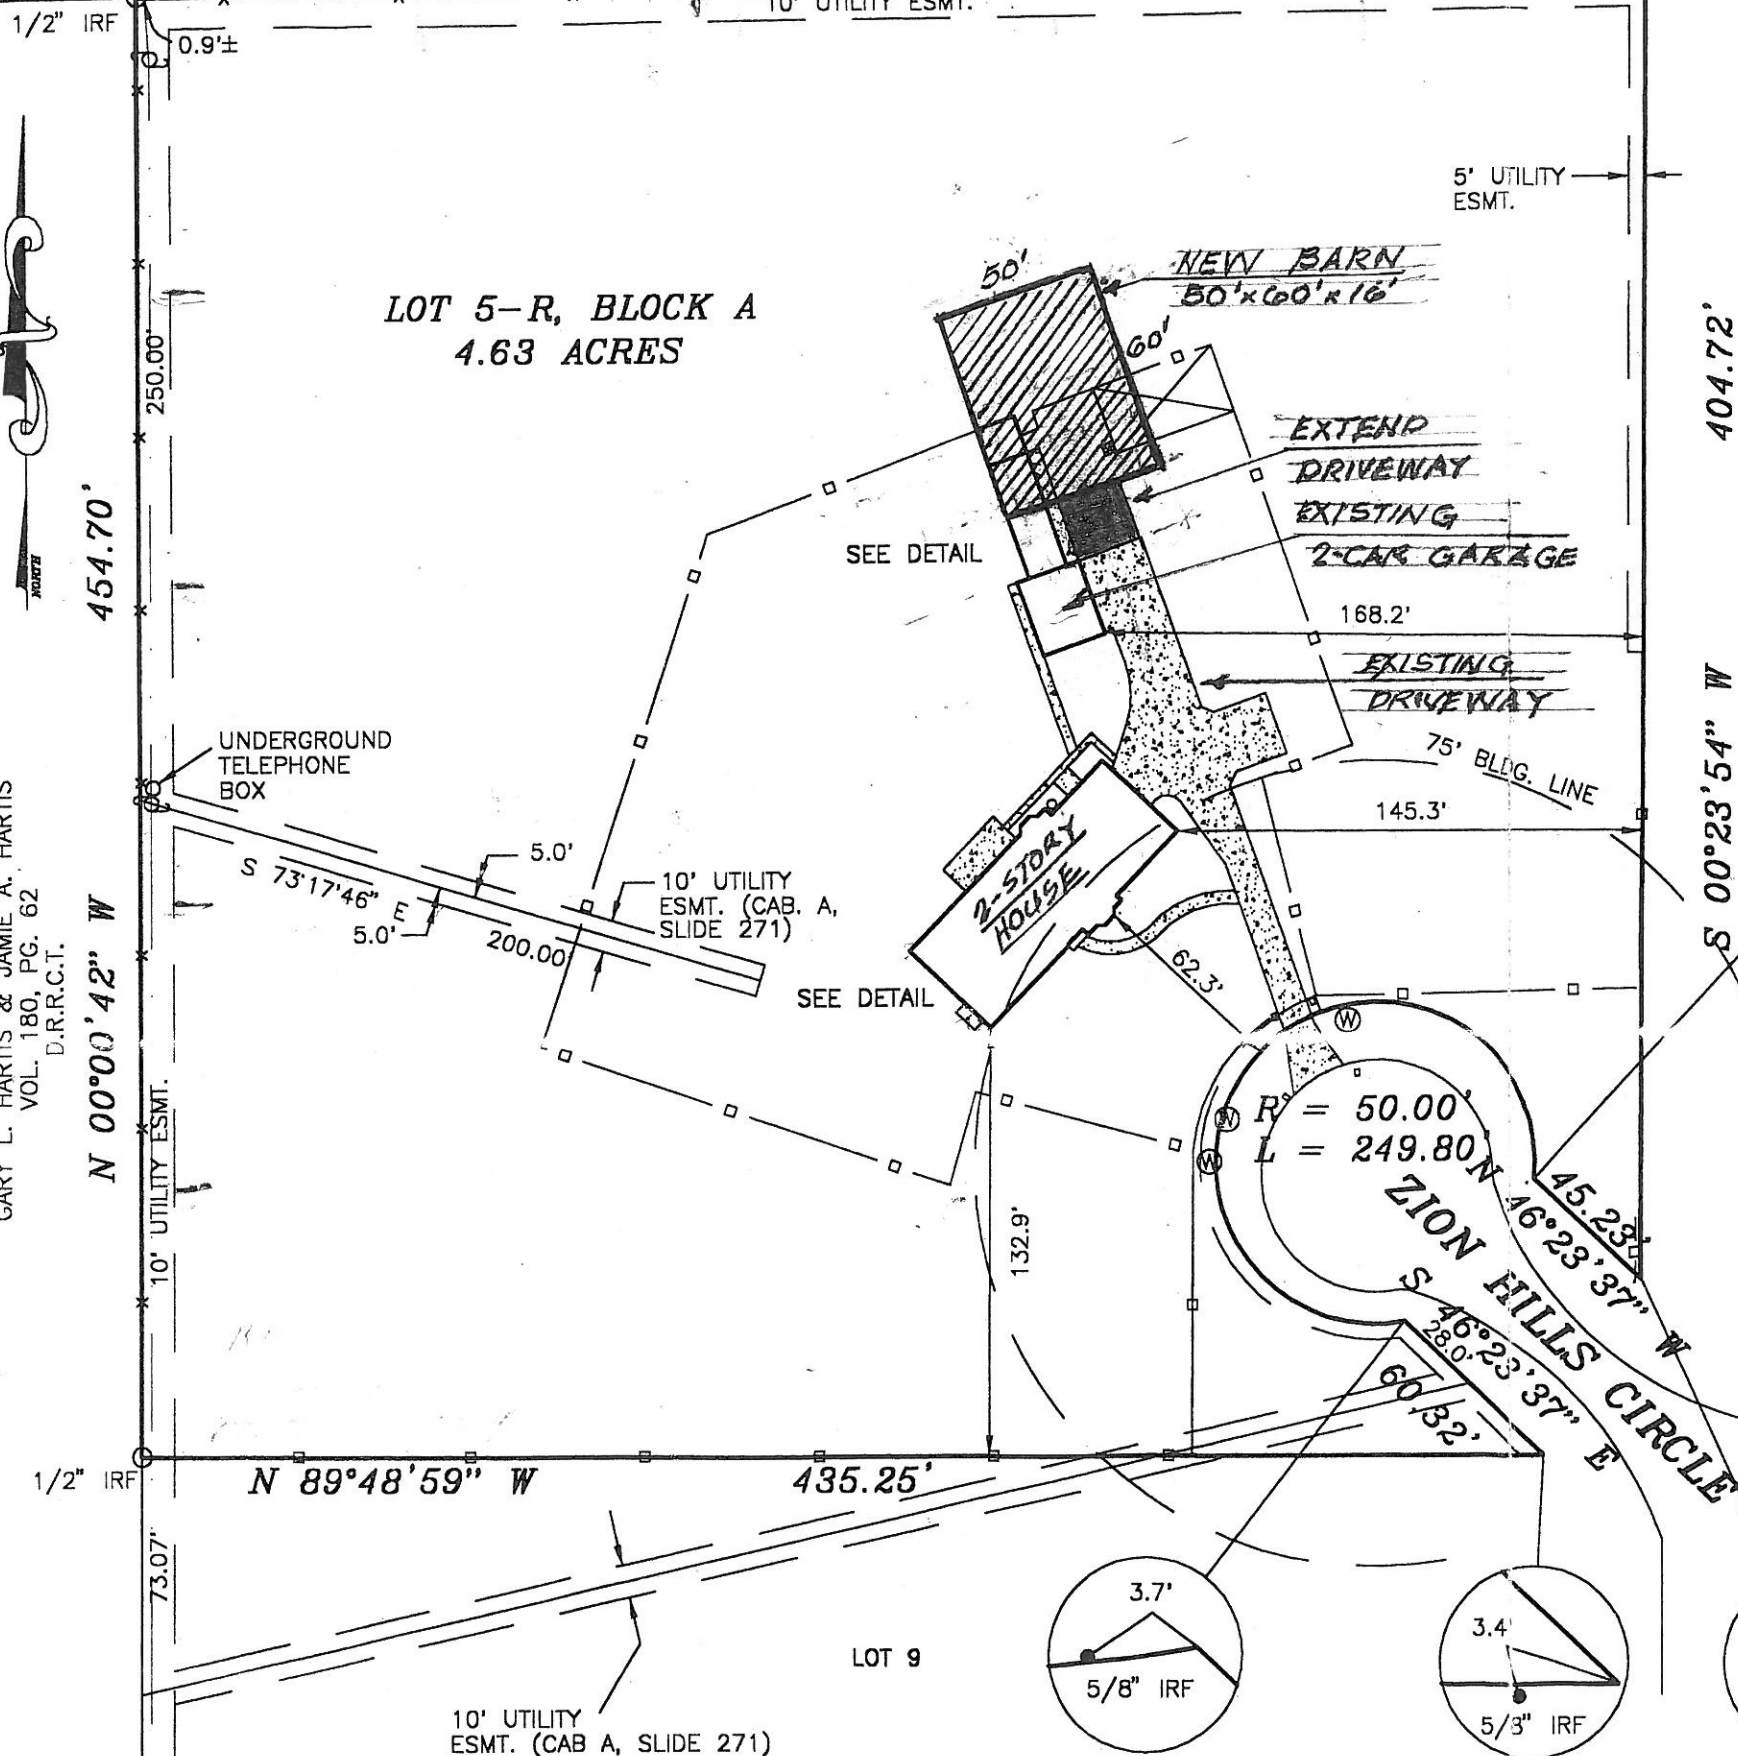 10' UTILITY ESMT.
1/2" IRF
0.9'±
5' UTILITY
ESMT.
NEW BARN
50'x60'x16'
50'
60'
LOT 5-R, BLOCK A
4.63 ACRES
250.00'
404.72'
S 00°23'54" W
NORTH
454.70'
N 00°00'42" W
EXTEND
DRIVEWAY
EXISTING
2-CAR GARAGE
SEE DETAIL
168.2'
EXISTING
DRIVEWAY
75' BLDG. LINE
145.3'
UNDERGROUND
TELEPHONE
BOX
GARY L. HARTIS & JAMIE A. HARTIS
VOL. 180, PG. 62
D.R.R.C.T.
5.0'
S 73°17'46" E
5.0'
200.00'
10' UTILITY
ESMT. (CAB. A,
SLIDE 271)
2-STORY
HOUSE
SEE DETAIL
62.3'
W
W
W
R = 50.00'
L = 249.80'
10' UTILITY ESMT.
132.9'
45.23'
N 46°23'37" W
ZION HILLS CIRCLE
S 46°23'37" E
28.0'
60.32'
1/2" IRF
N 89°48'59" W
435.25'
73.07'
3.7'
5/8" IRF
3.4'
5/8" IRF
LOT 9
10' UTILITY
ESMT. (CAB A, SLIDE 271)